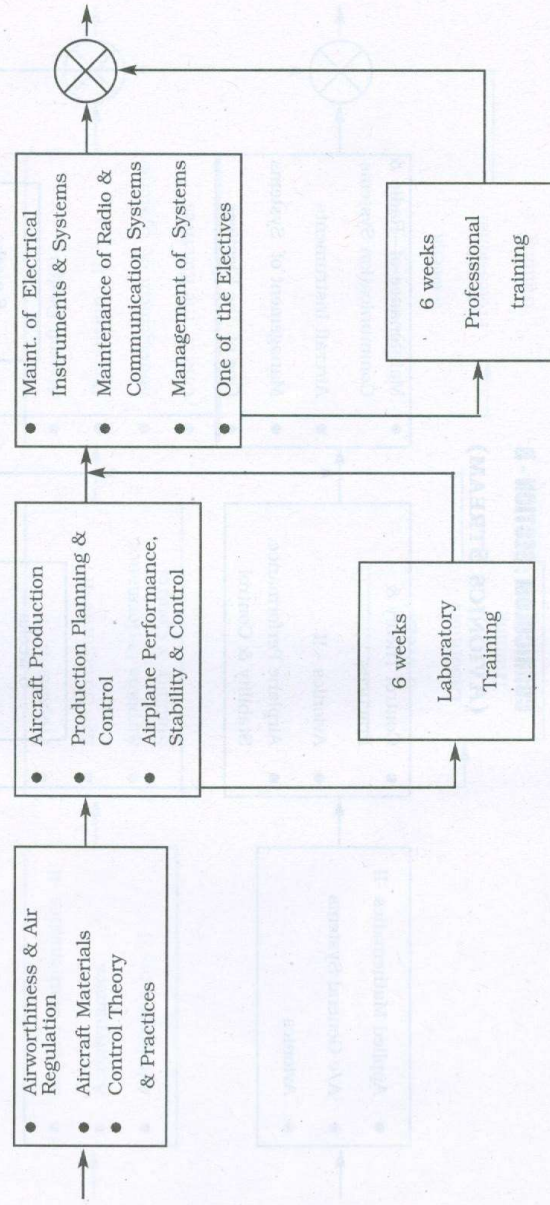 Airworthiness & Air
Regulation
Aircraft Materials
Control Theory
& Practices
Aircraft Production
Production Planning &
Control
Airplane Performance,
Stability & Control
6 weeks
Laboratory
Training
Maint. of Electrical
Instruments & Systems
Maintenance of Radio &
Communication Systems
Management of Systems
One of the Electives
6 weeks
Professional
training